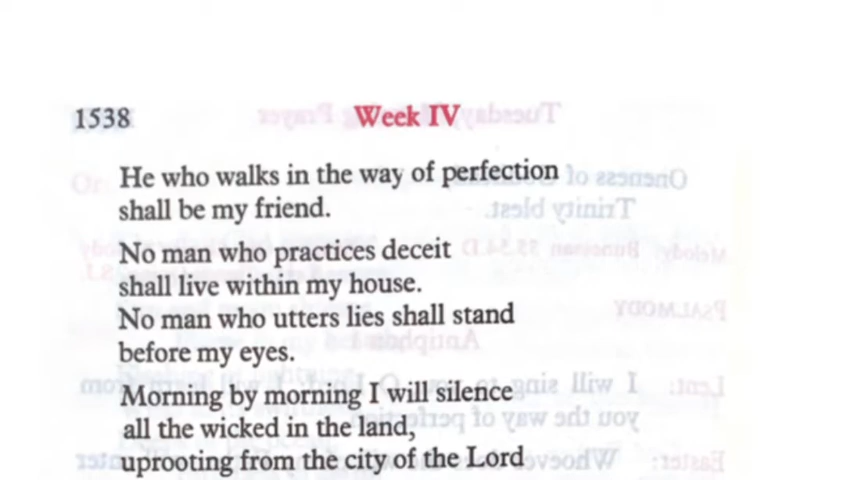 1538 Week IV
He who walks in the way of perfection
shall be my friend.
No man who practices deceit
shall live within my house.
No man who utters lies shall stand
before my eyes.
Morning by morning I will silence
all the wicked in the land,
uprooting from the city of the Lord